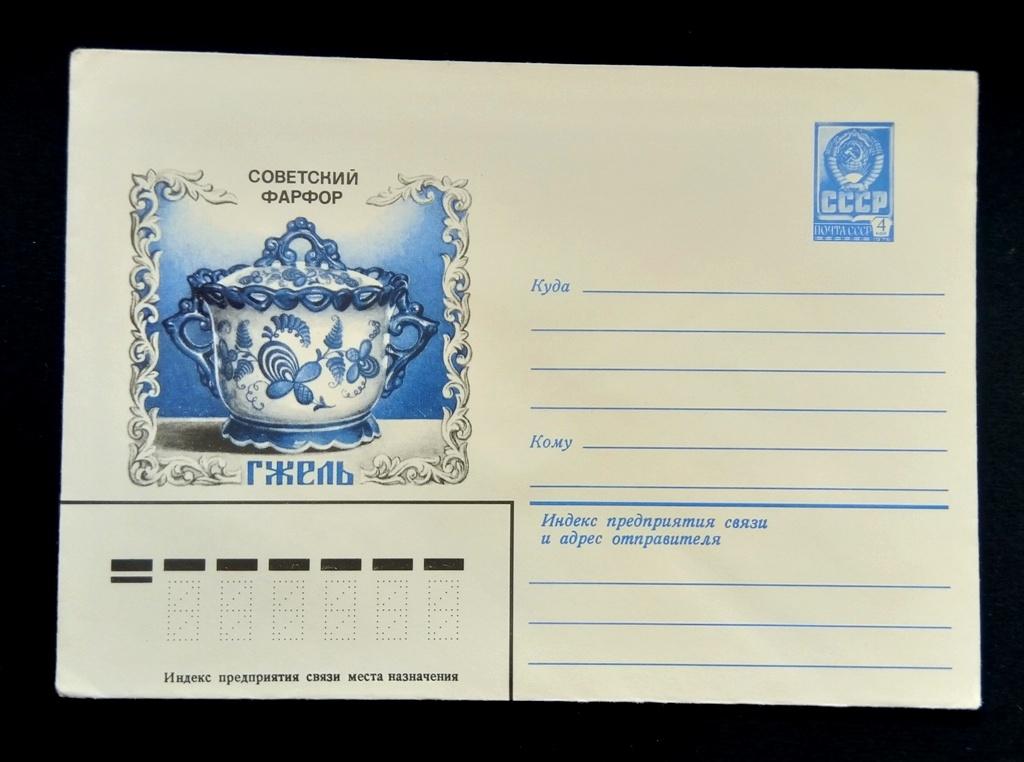 СОВЕТСКИЙ
ФАРФОР
ГЖЕЛЬ
СССР
ПОЧТА СССР 4
Куда
Кому
Индекс предприятия связи
и адрес отправителя
Индекс предприятия связи места назначения